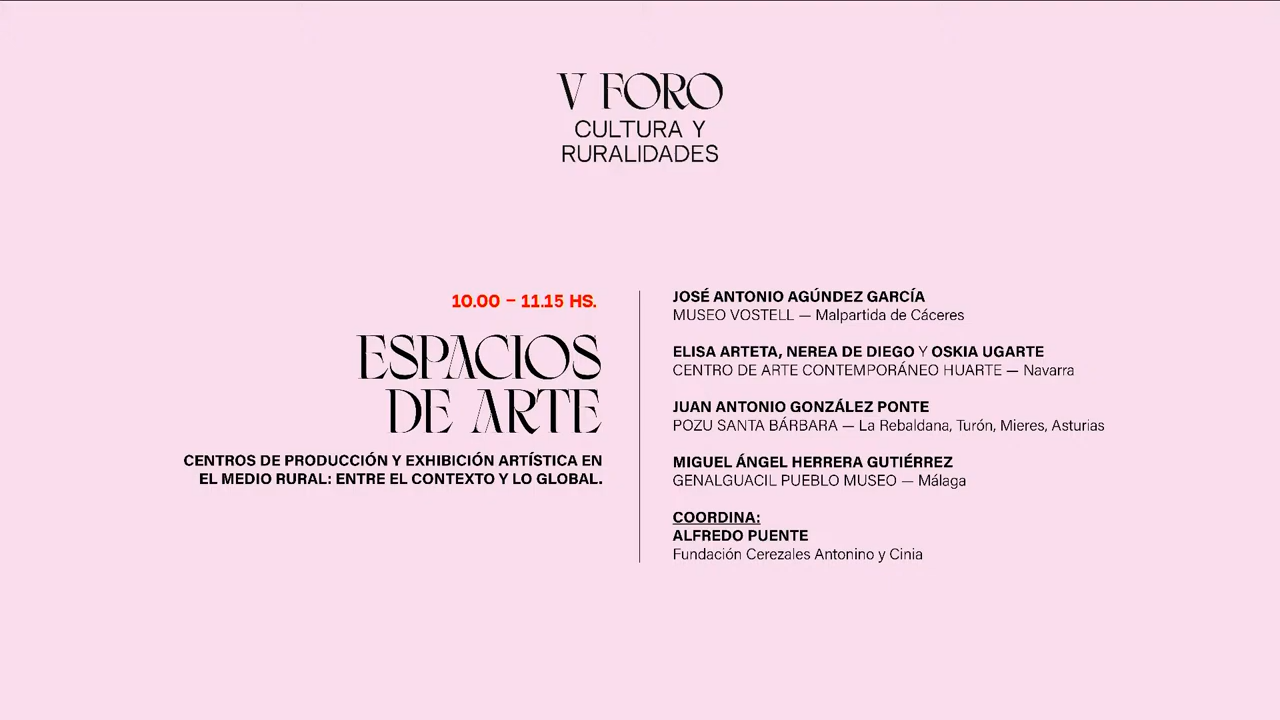 V FORO
CULTURA Y
RURALIDADES
10.00 – 11.15 HS.
ESPACIOS
DE ARTE
CENTROS DE PRODUCCIÓN Y EXHIBICIÓN ARTÍSTICA EN
EL MEDIO RURAL: ENTRE EL CONTEXTO Y LO GLOBAL.
JOSÉ ANTONIO AGÚNDEZ GARCÍA
MUSEO VOSTELL — Malpartida de Cáceres
ELISA ARTETA, NEREA DE DIEGO Y OSKIA UGARTE
CENTRO DE ARTE CONTEMPORÁNEO HUARTE — Navarra
JUAN ANTONIO GONZÁLEZ PONTE
POZU SANTA BÁRBARA — La Rebaldana, Turón, Mieres, Asturias
MIGUEL ÁNGEL HERRERA GUTIÉRREZ
GENALGUACIL PUEBLO MUSEO — Málaga
COORDINA:
ALFREDO PUENTE
Fundación Cerezales Antonino y Cinia